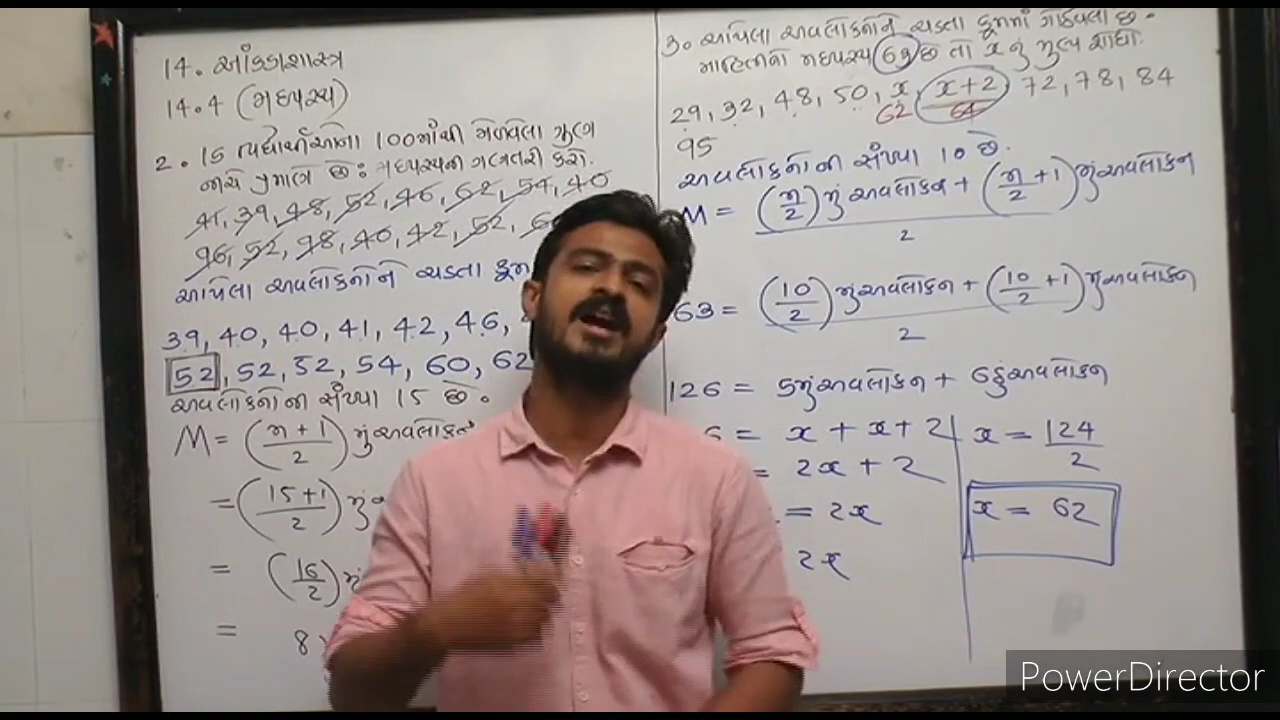 14. આંકડાશાસ્ત્ર
14.4 (મધ્યસ્થ)
2. 15 વિદ્યાર્થીઓના 100માંથી મેળવેલા ગુણ
નીચે પ્રમાણે છે: મધ્યસ્થની ગણતરી કરો.
41, 39, 48, 52, 46, 62, 54, 40
96, 52, 98, 40, 42, 52, 6
આપેલા અવલોકનોને ચડતા ક્રમ
39, 40, 40, 41, 42, 46,
52, 52, 52, 54, 60, 62
અવલોકનોની સંખ્યા 15 છે.
M = (n+1/2) મું અવલોકન
= (15+1/2) મું
= (16/2) મું
= 8
3. આપેલા અવલોકનોને ચડતા ક્રમમાં ગોઠવેલા છે.
માહિતીનો મધ્યસ્થ 63 છે તો x નું મુલ્ય શોધો.
29, 32, 48, 50, x, x+2, 72, 78, 84
62 64
95
અવલોકનોની સંખ્યા 10 છે.
M = (n/2) મું અવલોકન + (n/2 +1) મું અવલોકન
2
63 = (10/2) મું અવલોકન + (10/2 +1) મું અવલોકન
2
126 = 5મું અવલોકન + 6ઠ્ઠું અવલોકન
6 = x + x + 2
= 2x + 2
= 2x
2x
x = 124/2
x = 62
PowerDirector